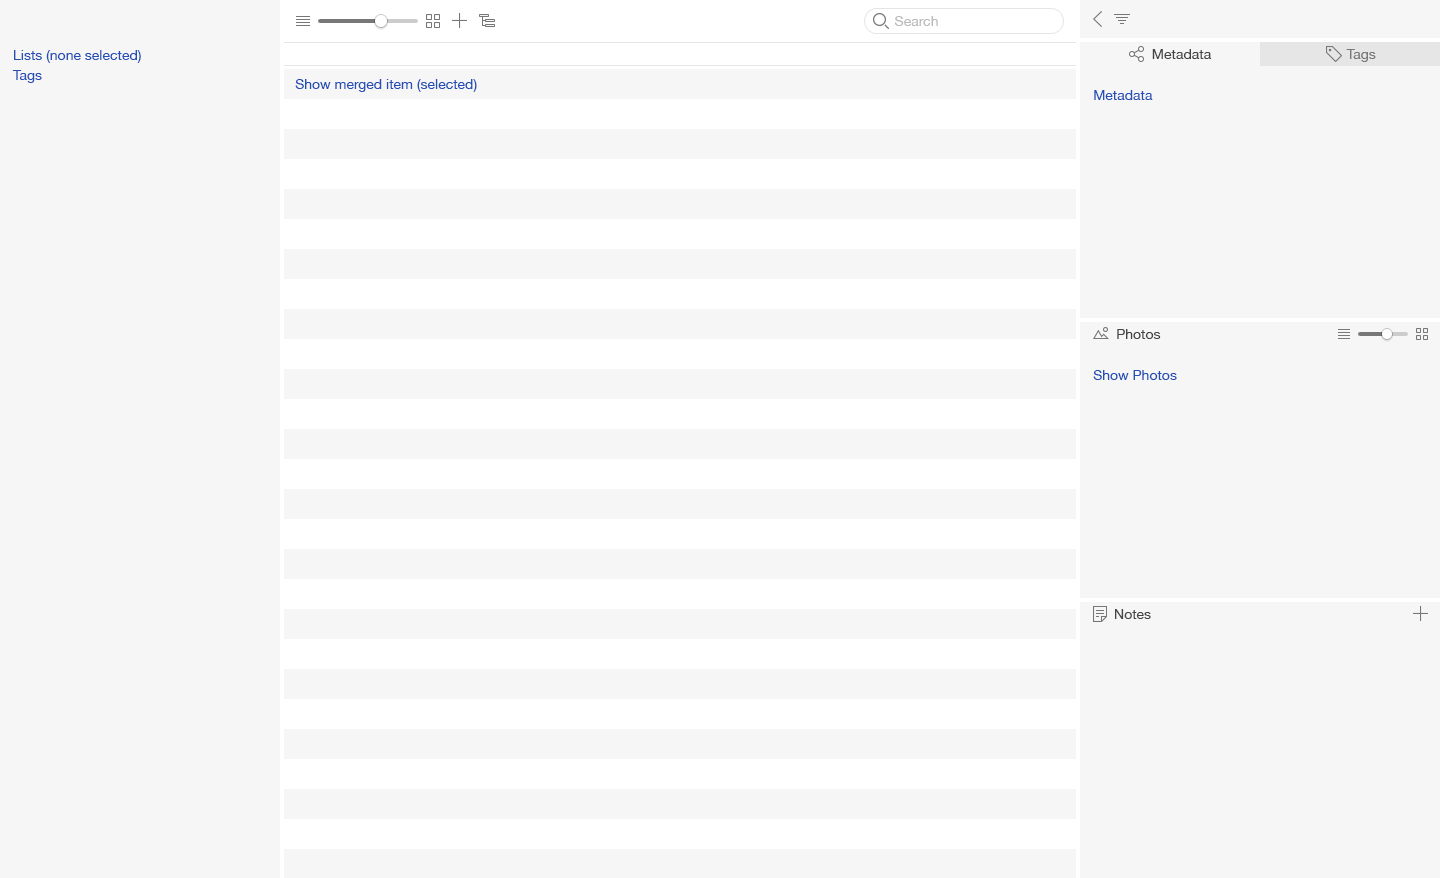 Lists (none selected)
Tags
Search
Show merged item (selected)
Metadata
Tags
Metadata
Photos
Show Photos
Notes